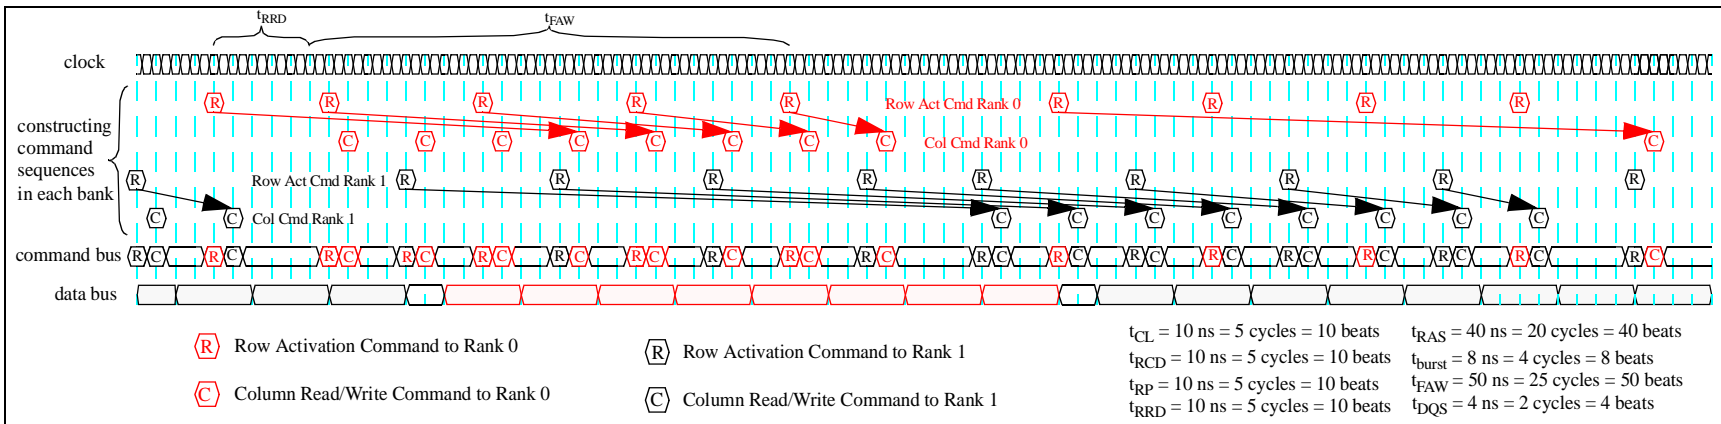 tRRD tFAW
clock
R R R R R Row Act Cmd Rank 0 R R R R
constructing
command
sequences
in each bank
C C C C C C C C Col Cmd Rank 0 C
R Row Act Cmd Rank 1 R R R R R R R R R
C C Col Cmd Rank 1 C C C C C C C C
command bus R C R C R C R C R C R C R C R C R C R C R C R C R C R C R C R C R C R C R C
data bus
R Row Activation Command to Rank 0
C Column Read/Write Command to Rank 0
R Row Activation Command to Rank 1
C Column Read/Write Command to Rank 1
tCL = 10 ns = 5 cycles = 10 beats
tRCD = 10 ns = 5 cycles = 10 beats
tRP = 10 ns = 5 cycles = 10 beats
tRRD = 10 ns = 5 cycles = 10 beats
tRAS = 40 ns = 20 cycles = 40 beats
tburst = 8 ns = 4 cycles = 8 beats
tFAW = 50 ns = 25 cycles = 50 beats
tDQS = 4 ns = 2 cycles = 4 beats